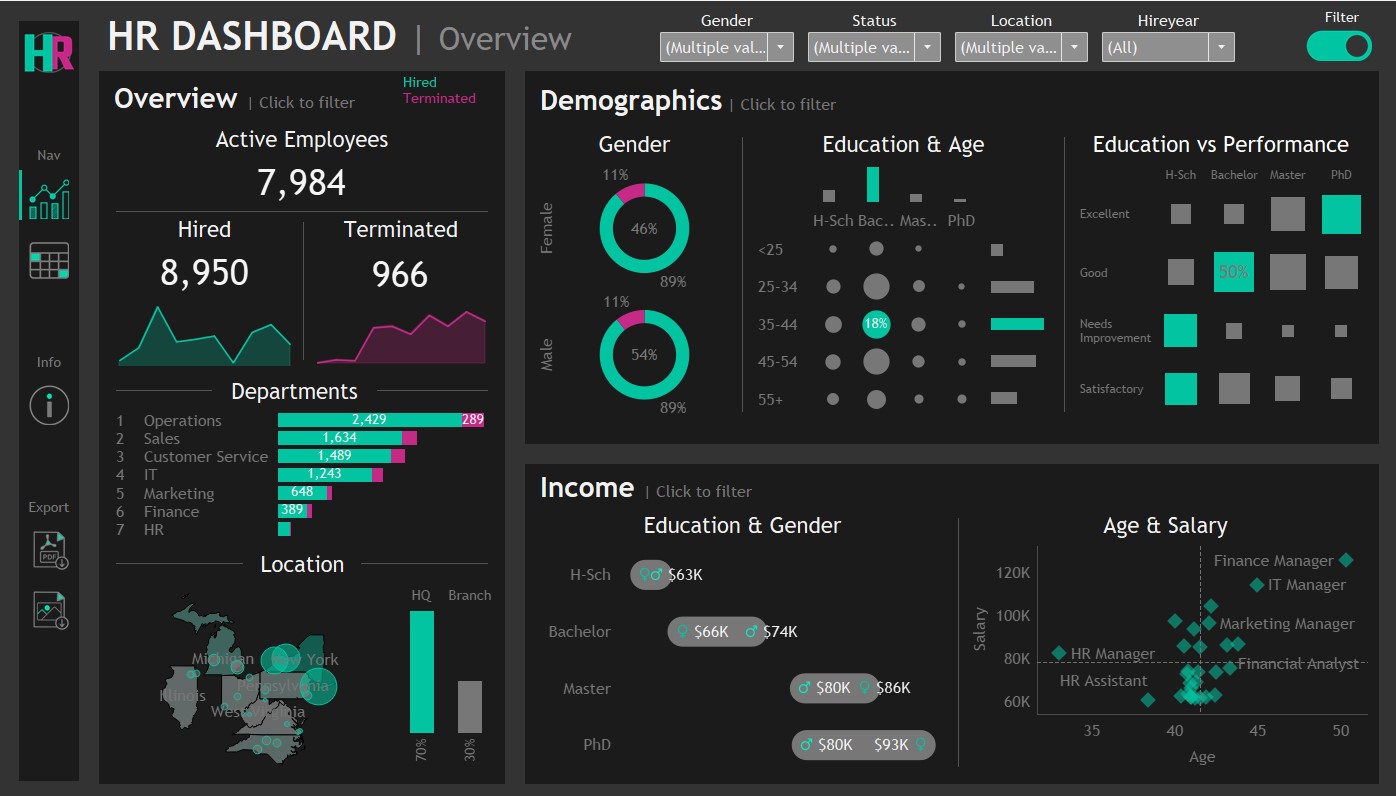 HR
HR DASHBOARD | Overview
Gender
Status
Location
Hireyear
Filter
(Multiple val...
(Multiple va...
(Multiple va...
(All)
Nav
Info
Export
PDF
Overview | Click to filter
Hired
Terminated
Active Employees
7,984
Hired
8,950
Terminated
966
Departments
1 Operations 2,429 289
2 Sales 1,634
3 Customer Service 1,489
4 IT 1,243
5 Marketing 648
6 Finance 389
7 HR
Location
HQ Branch
Michigan
New York
Illinois
Pennsylvania
West Virginia
70% 30%
Demographics | Click to filter
Gender
Female
11%
46%
89%
Male
11%
54%
89%
Education & Age
H-Sch Bac.. Mas.. PhD
<25
25-34
35-44 18%
45-54
55+
Education vs Performance
H-Sch Bachelor Master PhD
Excellent
Good 50%
Needs
Improvement
Satisfactory
Income | Click to filter
Education & Gender
H-Sch $63K
Bachelor $66K $74K
Master $80K $86K
PhD $80K $93K
Age & Salary
Salary
120K
100K
80K
60K
Finance Manager
IT Manager
Marketing Manager
HR Manager
Financial Analyst
HR Assistant
35 40 45 50
Age